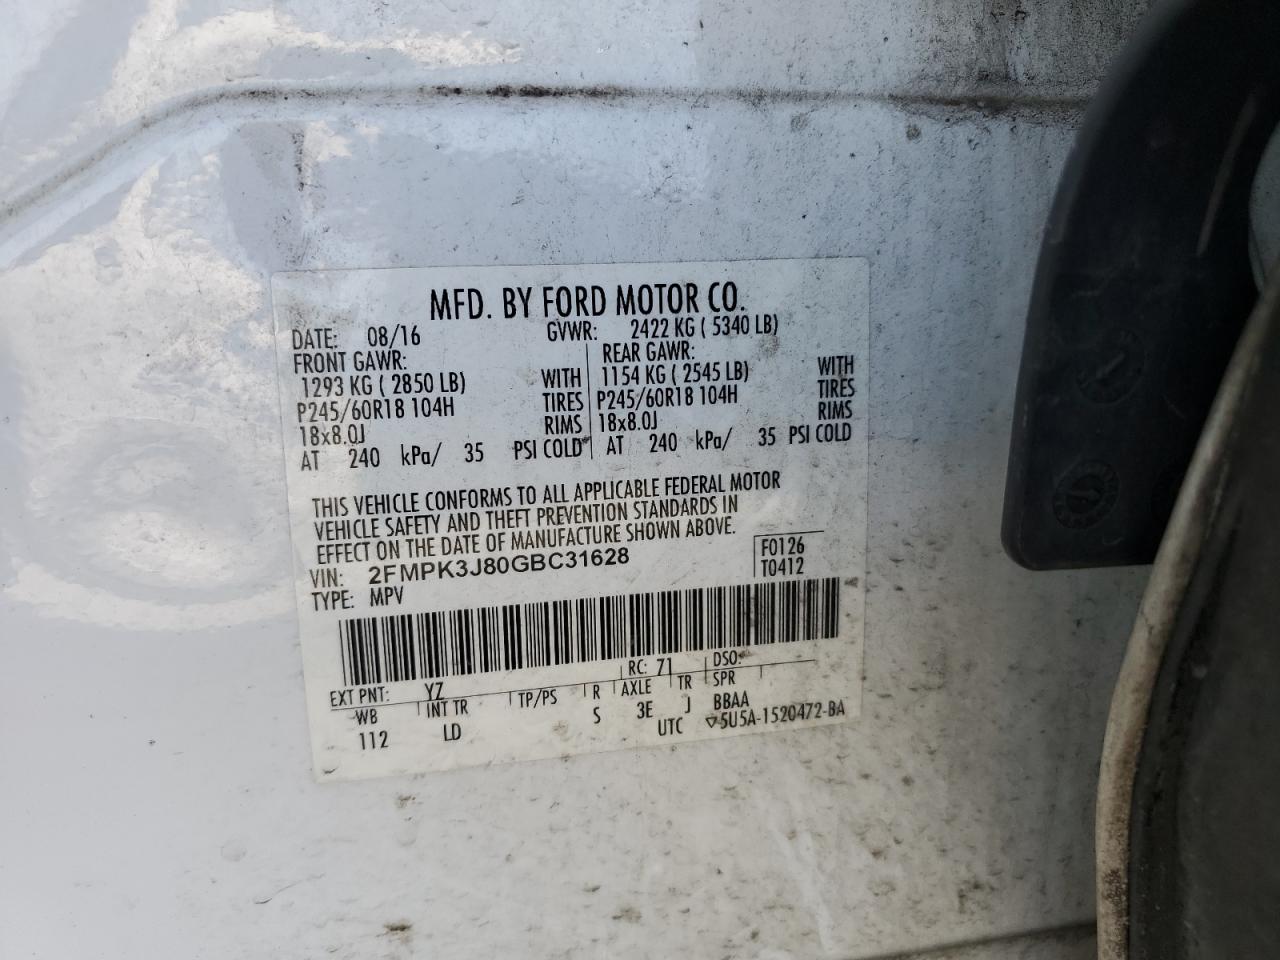 MFD. BY FORD MOTOR CO.
DATE: 08/16 GVWR: 2422 KG ( 5340 LB)
FRONT GAWR: REAR GAWR:
1293 KG ( 2850 LB) WITH 1154 KG ( 2545 LB) WITH
P245/60R18 104H TIRES P245/60R18 104H TIRES
18x8.0J RIMS 18x8.0J RIMS
AT 240 kPa/ 35 PSI COLD AT 240 kPa/ 35 PSI COLD
THIS VEHICLE CONFORMS TO ALL APPLICABLE FEDERAL MOTOR
VEHICLE SAFETY AND THEFT PREVENTION STANDARDS IN
EFFECT ON THE DATE OF MANUFACTURE SHOWN ABOVE.
VIN: 2FMPK3J80GBC31628 F0126
TYPE: MPV T0412
EXT PNT: YZ RC: 71 DSO:
WB INT TR TP/PS R AXLE TR SPR
112 LD S 3E J BBAA
UTC 5U5A-1520472-BA